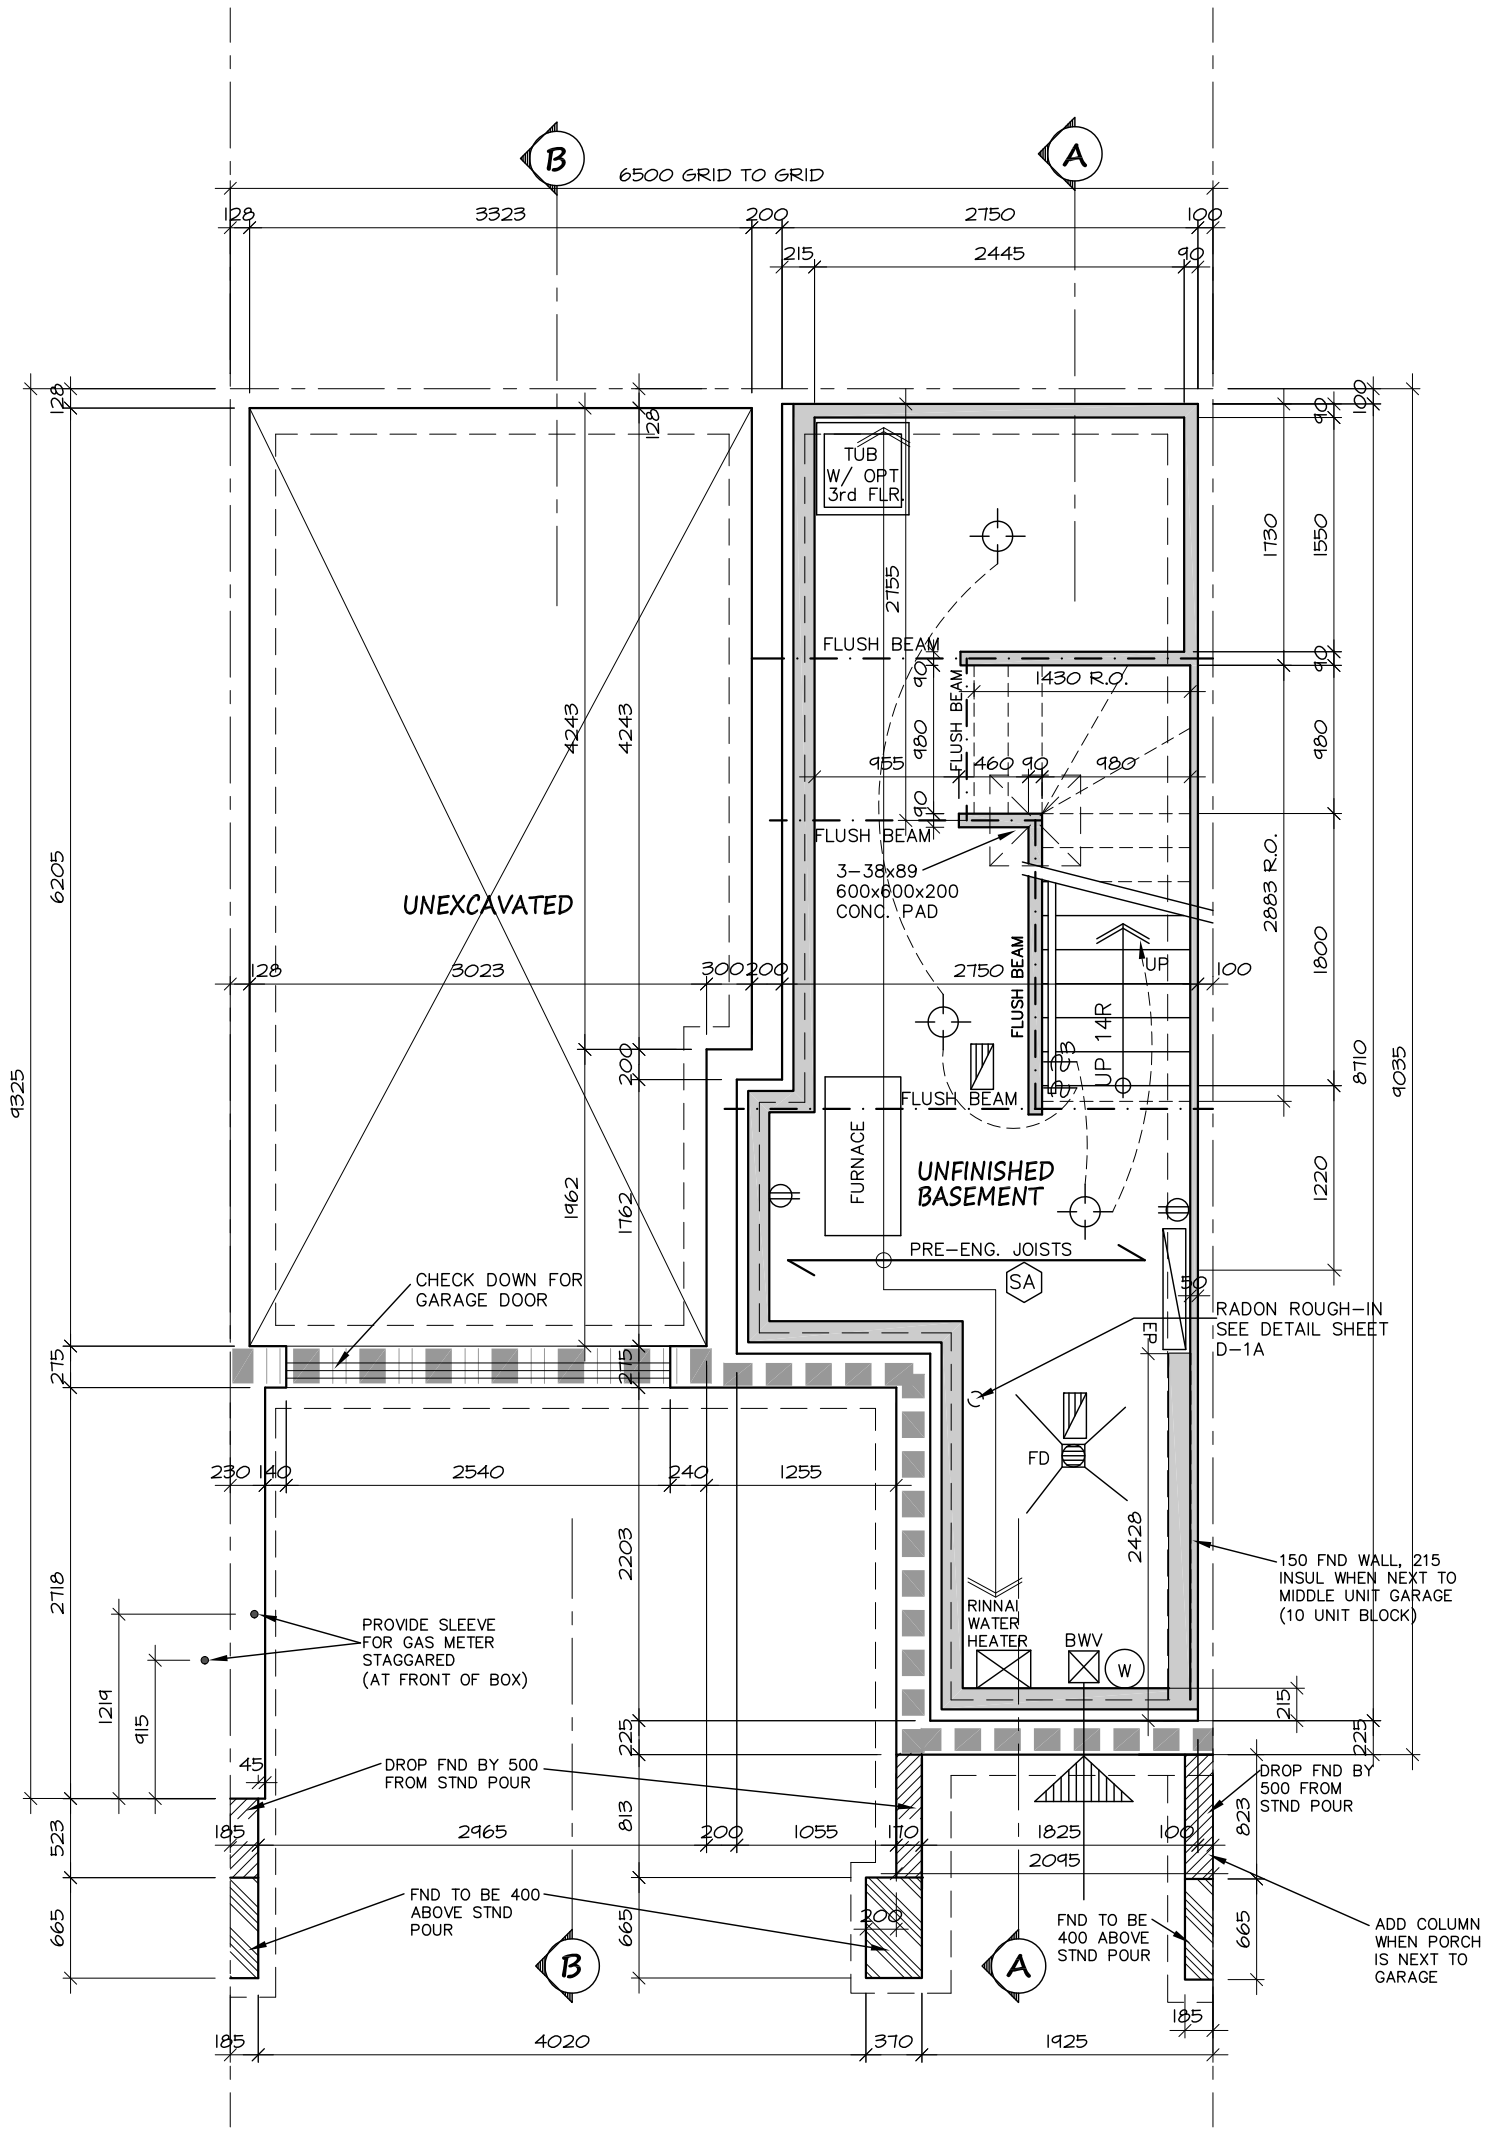 B
A
6500 GRID TO GRID
128
3323
200
2750
100
215
2445
90
128
128
90
100
TUB
W/ OPT
3rd FLR.
1730
1550
2755
FLUSH BEAM
90
90
1430 R.O.
FLUSH BEAM
4243
4243
980
980
955
460
90
980
90
FLUSH BEAM
3-38x89
600x600x200
CONC. PAD
2883 R.O.
6205
UNEXCAVATED
FLUSH BEAM
1800
UP
128
3023
300
200
2750
100
UP 14R
200
8710
9035
9325
FLUSH BEAM
FURNACE
UNFINISHED
BASEMENT
1220
1962
1762
PRE-ENG. JOISTS
SA
50
CHECK DOWN FOR
GARAGE DOOR
RADON ROUGH-IN
SEE DETAIL SHEET
D-1A
EP
275
275
FD
230
140
2540
240
1255
2428
2203
150 FND WALL, 215
INSUL WHEN NEXT TO
MIDDLE UNIT GARAGE
(10 UNIT BLOCK)
2718
RINNAI
WATER
HEATER
BWV
W
PROVIDE SLEEVE
FOR GAS METER
STAGGARED
(AT FRONT OF BOX)
1219
915
215
225
225
45
DROP FND BY 500
FROM STND POUR
DROP FND BY
500 FROM
STND POUR
523
813
823
185
2965
200
1055
170
1825
100
2095
FND TO BE 400
ABOVE STND
POUR
200
FND TO BE
400 ABOVE
STND POUR
ADD COLUMN
WHEN PORCH
IS NEXT TO
GARAGE
665
665
665
B
A
185
185
4020
370
1925